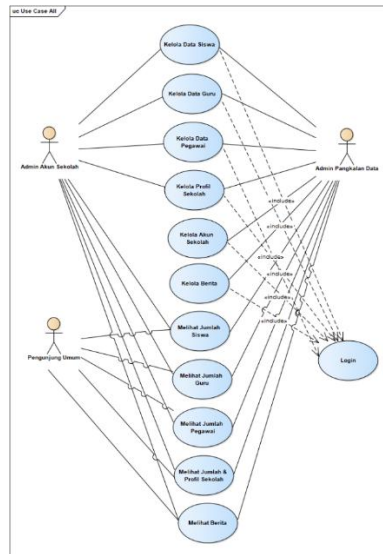 uc Use Case All
Kelola Data Siswa
Kelola Data Guru
Kelola Data
Pegawai
Admin Akun Sekolah
Admin Pangkalan Data
Kelola Profil
Sekolah
«include»
Kelola Akun
Sekolah
«include»
«include»
Kelola Berita
«include»
«include»
«include»
Pengunjung Umum
Melihat Jumlah
Siswa
Login
Melihat Jumlah
Guru
Melihat Jumlah
Pegawai
Melihat Jumlah &
Profil Sekolah
Melihat Berita